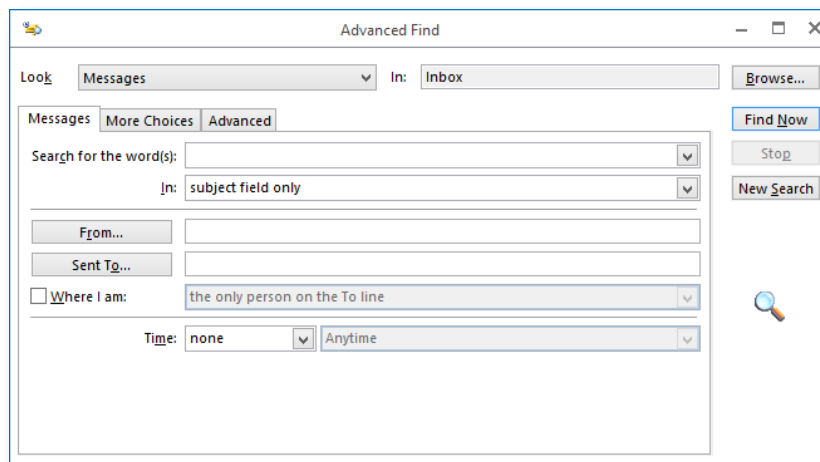 Advanced Find
Look Messages In: Inbox Browse...
Messages More Choices Advanced Find Now
Search for the word(s): Stop
In: subject field only New Search
From...
Sent To...
Where I am: the only person on the To line
Time: none Anytime